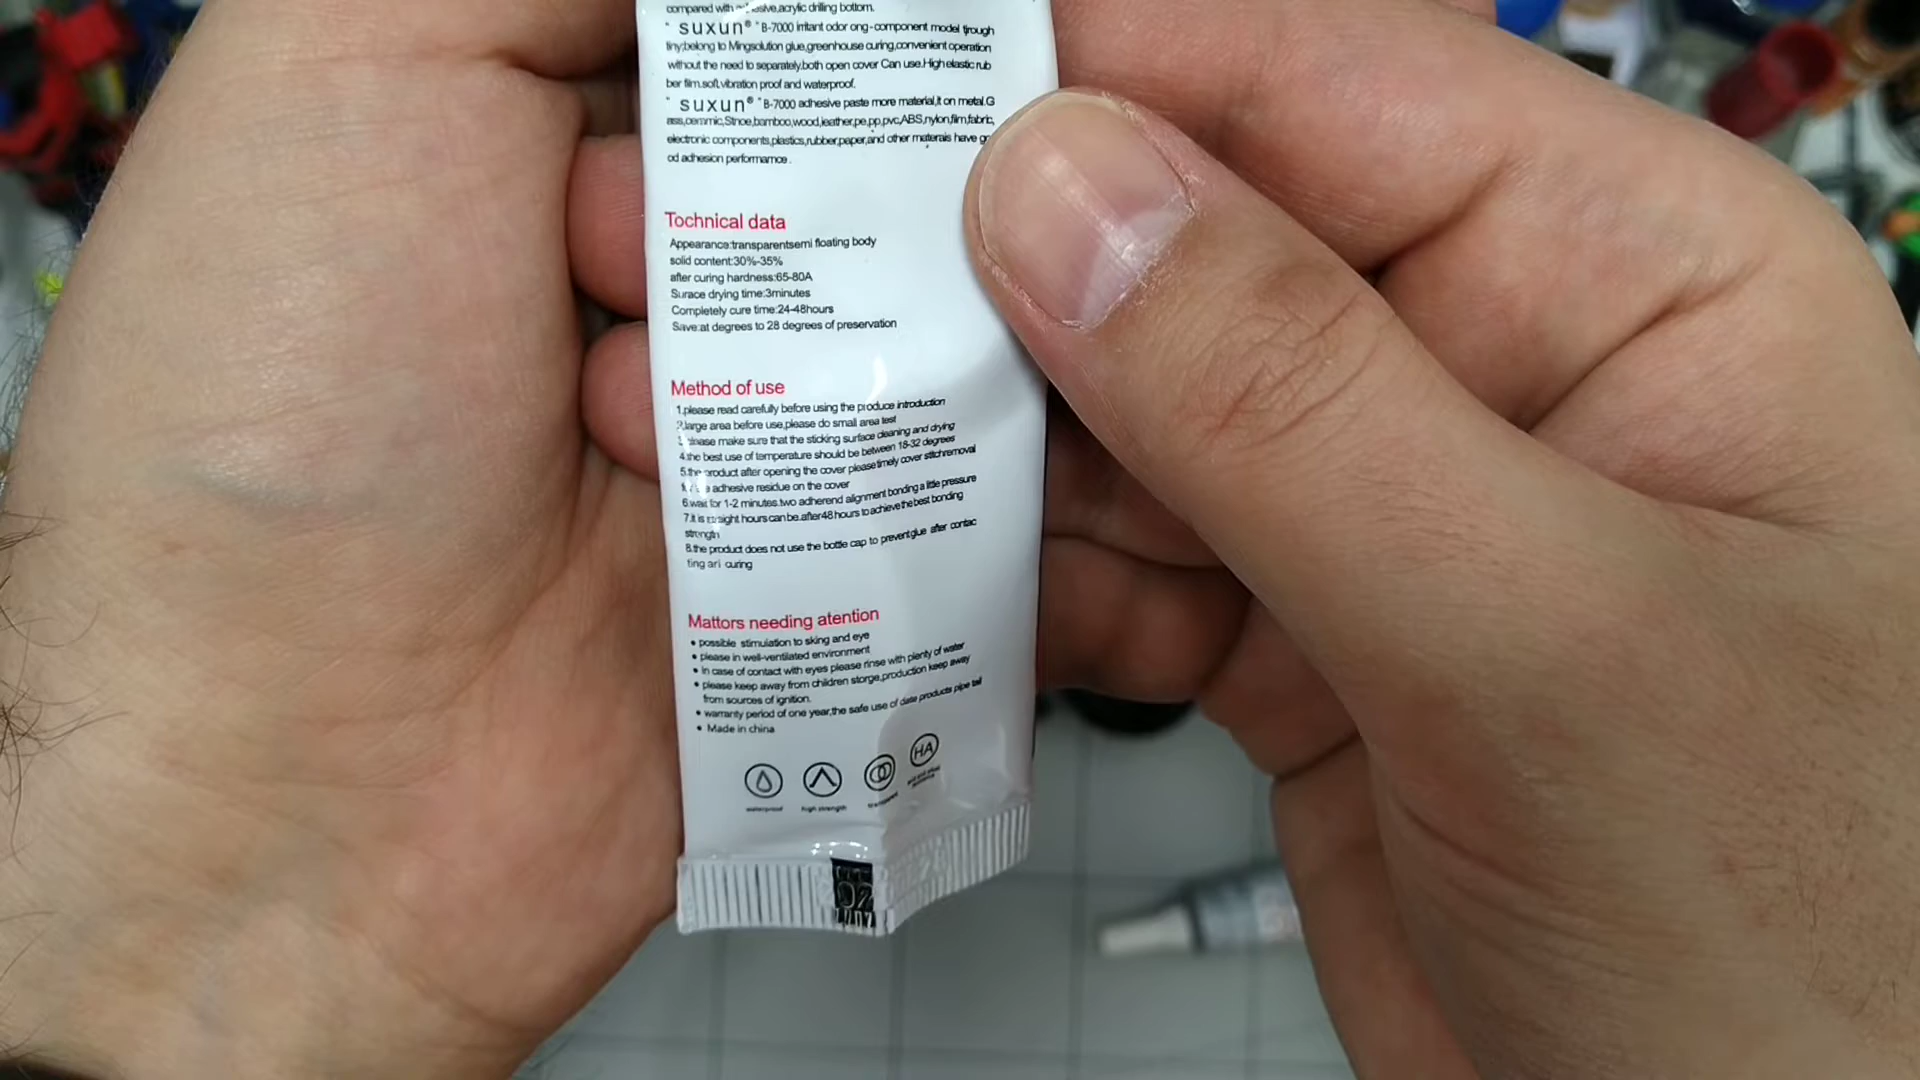 compared with adhesive,acrylic drilling bottom.
" suxun® "B-7000 irritant odor ong-component model tjrough
tiny;belong to Mingsolution glue,greenhouse curing,convenient operation
without the need to separately.both open cover Can use.High elastic rub
ber film.soft.vibration proof and waterproof.
" suxun® "B-7000 adhesive paste more material,it on metal.G
ass,cermmic,Stnoe,bamboo,wood,leather,pe,pp,pvc,ABS,nylon,film,fabric,
electronic components,plastics,rubber,paper,and other materais have go
od adhesion performamce .
Tochnical data
Appearance:transparentsemi floating body
solid content:30%-35%
after curing hardness:65-80A
Surace drying time:3minutes
Completely cure time:24-48hours
Save:at degrees to 28 degrees of preservation
Method of use
1.please read carefully before using the produce introduction
2.large area before use,please do small area test
3.please make sure that the sticking surface cleaning and drying
4.the best use of temperature should be between 18-32 degrees
5.the product after opening the cover please timely cover stitchremoval
adhesive residue on the cover
6.wait for 1-2 minutes.two adherend alignment bonding a little pressure
7.it is straight hours can be.after48 hours to achieve the best bonding
strength
8.the product does not use the bottle cap to prevent glue after contac
ting ari curing
Mattors needing atention
• possible stimulation to sking and eye
• please in well-ventilated environment
• in case of contact with eyes please rinse with plenty of water
• please keep away from children storge,production keep away
from sources of ignition.
• warranty period of one year,the safe use of date products pipe tail
• Made in china
HA
waterproof high strength transparent